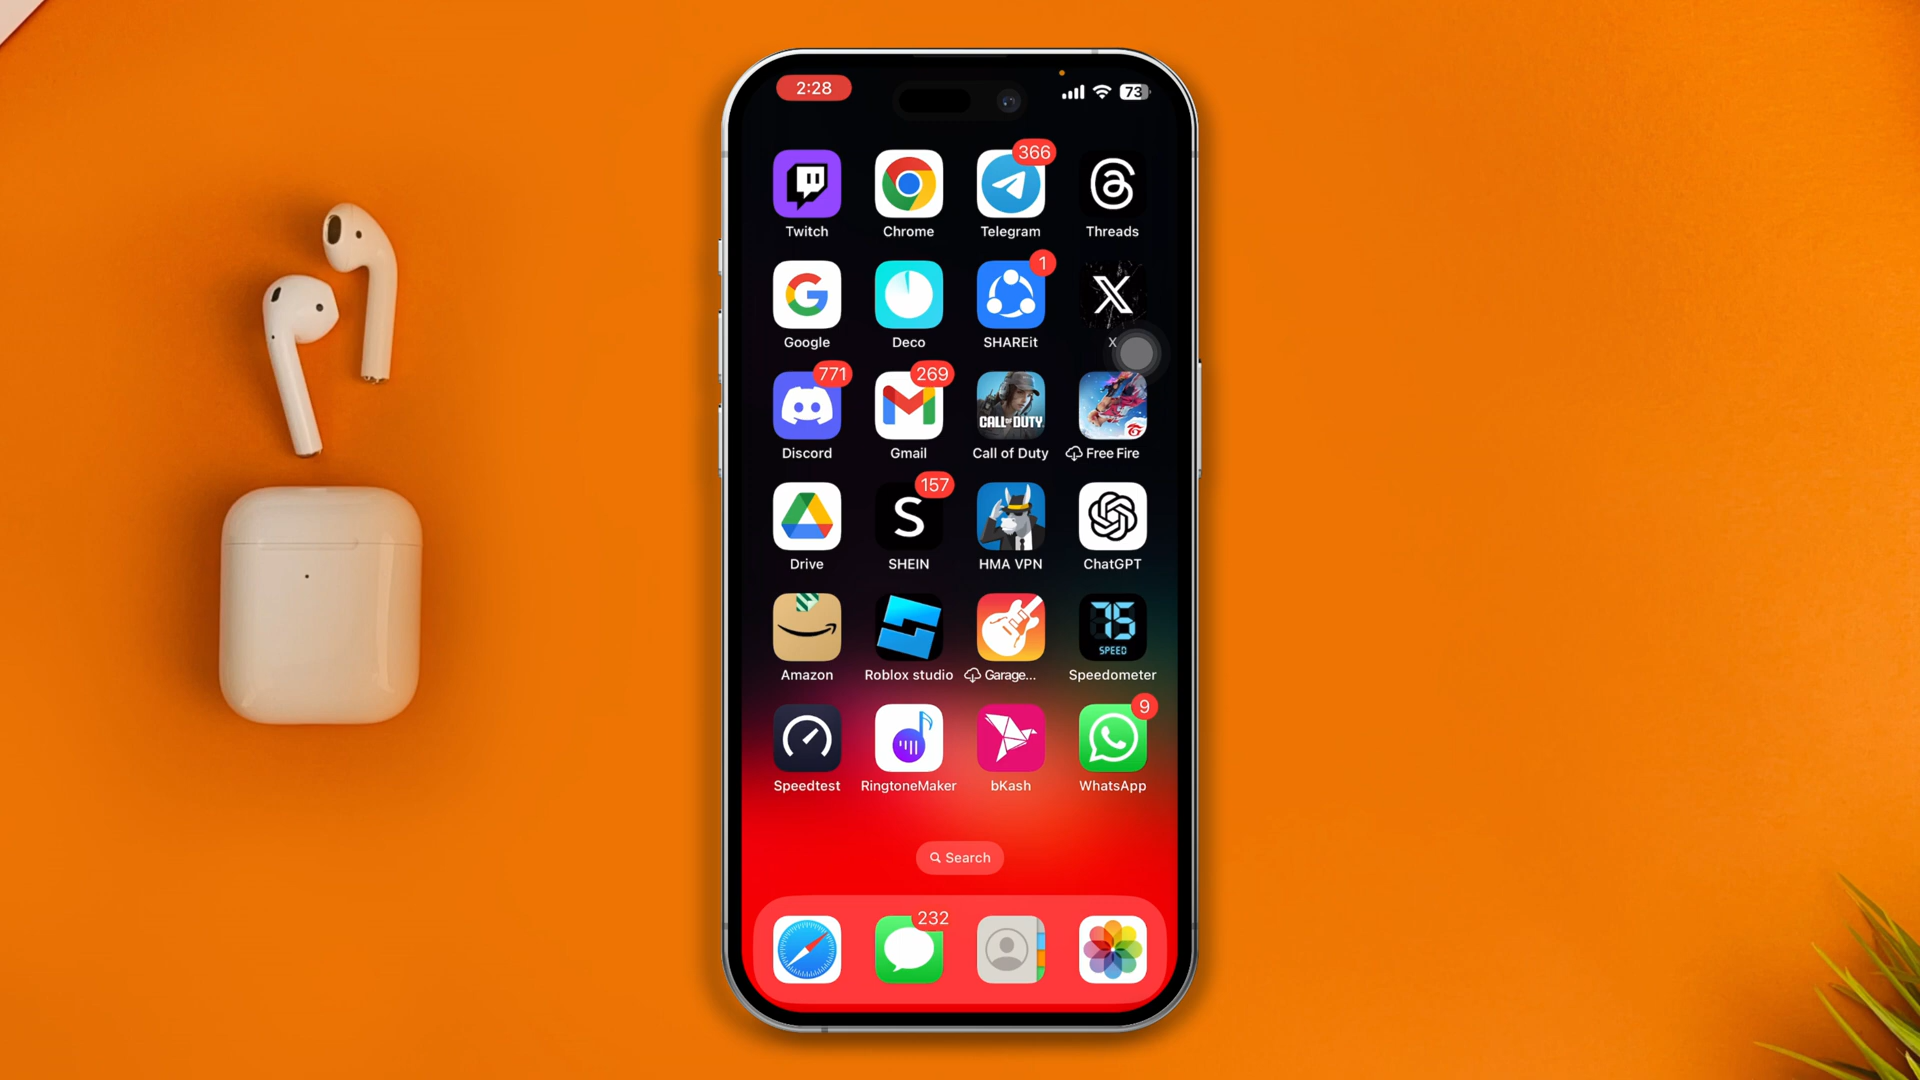 2:28
73
366
Twitch
Chrome
Telegram
Threads
1
Google
Deco
SHAREit
X
771
269
CALL OF DUTY
Discord
Gmail
Call of Duty
Free Fire
157
S
Drive
SHEIN
HMA VPN
ChatGPT
75
SPEED
Amazon
Roblox studio
Garage...
Speedometer
9
Speedtest
RingtoneMaker
bKash
WhatsApp
Search
232